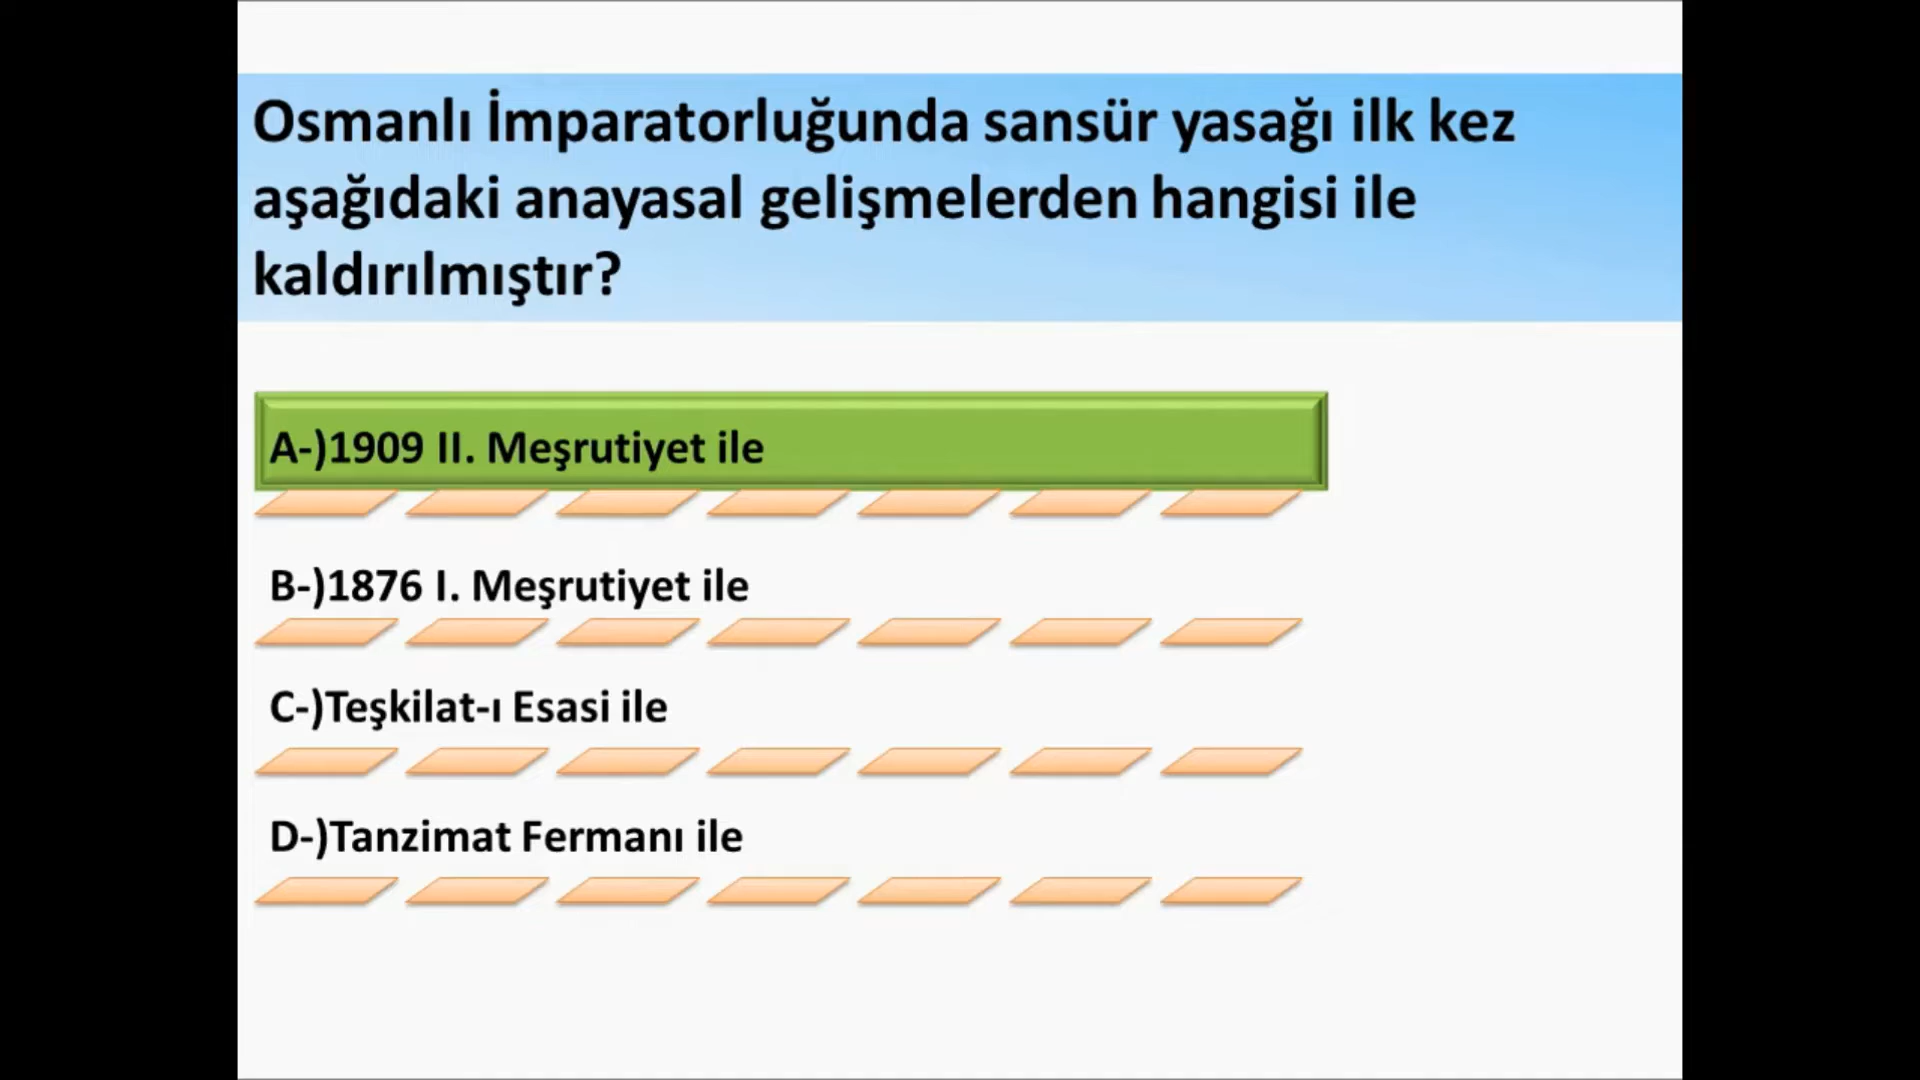 Osmanlı İmparatorluğunda sansür yasağı ilk kez
aşağıdaki anayasal gelişmelerden hangisi ile
kaldırılmıştır?
A-)1909 II. Meşrutiyet ile
B-)1876 I. Meşrutiyet ile
C-)Teşkilat-ı Esasi ile
D-)Tanzimat Fermanı ile